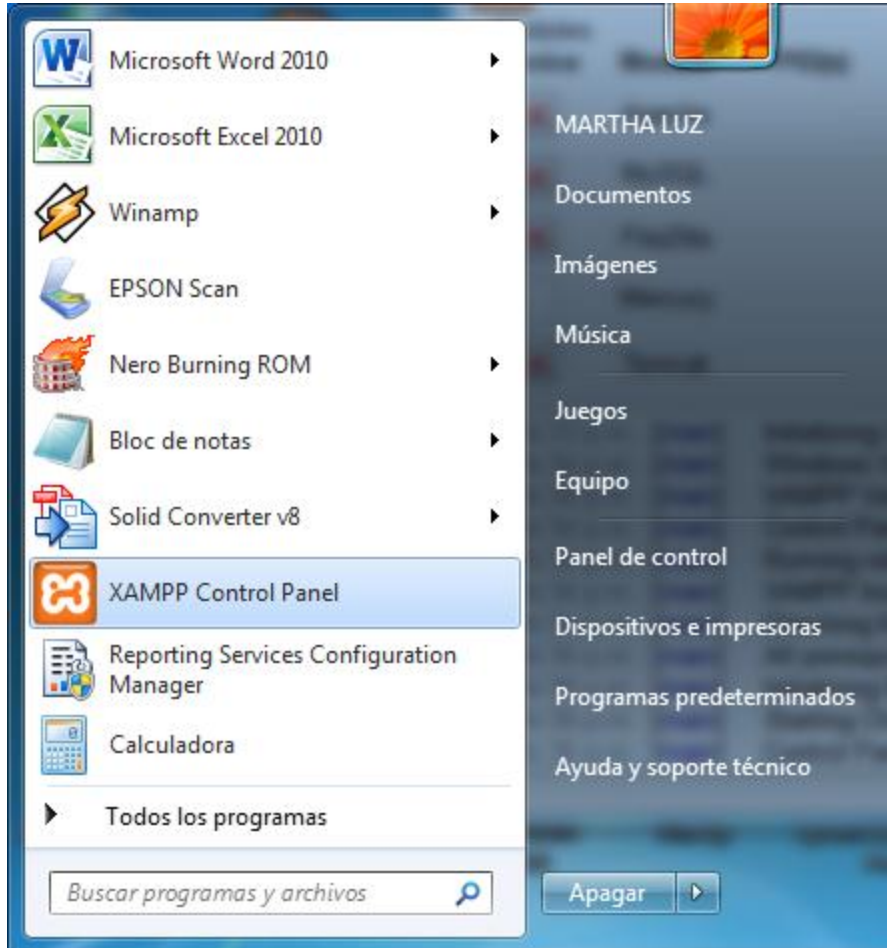 Microsoft Word 2010
Microsoft Excel 2010
Winamp
EPSON Scan
Nero Burning ROM
Bloc de notas
Solid Converter v8
XAMPP Control Panel
Reporting Services Configuration
Manager
Calculadora
Todos los programas
Buscar programas y archivos
MARTHA LUZ
Documentos
Imágenes
Música
Juegos
Equipo
Panel de control
Dispositivos e impresoras
Programas predeterminados
Ayuda y soporte técnico
Apagar